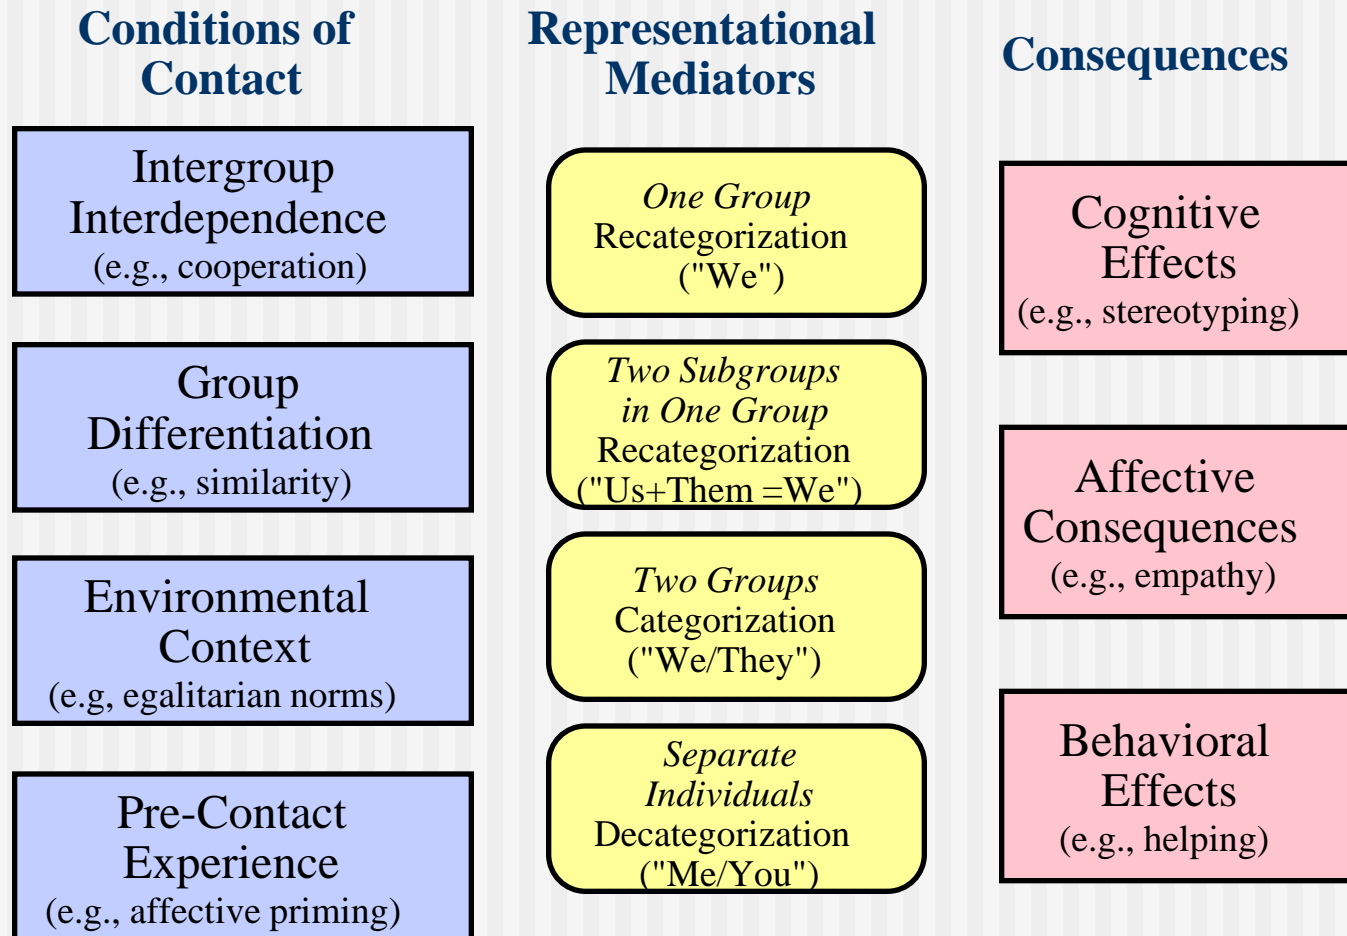 Conditions of
Contact
Intergroup
Interdependence
(e.g., cooperation)
Group
Differentiation
(e.g., similarity)
Environmental
Context
(e.g, egalitarian norms)
Pre-Contact
Experience
(e.g., affective priming)
Representational
Mediators
One Group
Recategorization
("We")
Two Subgroups
in One Group
Recategorization
("Us+Them =We")
Two Groups
Categorization
("We/They")
Separate
Individuals
Decategorization
("Me/You")
Consequences
Cognitive
Effects
(e.g., stereotyping)
Affective
Consequences
(e.g., empathy)
Behavioral
Effects
(e.g., helping)